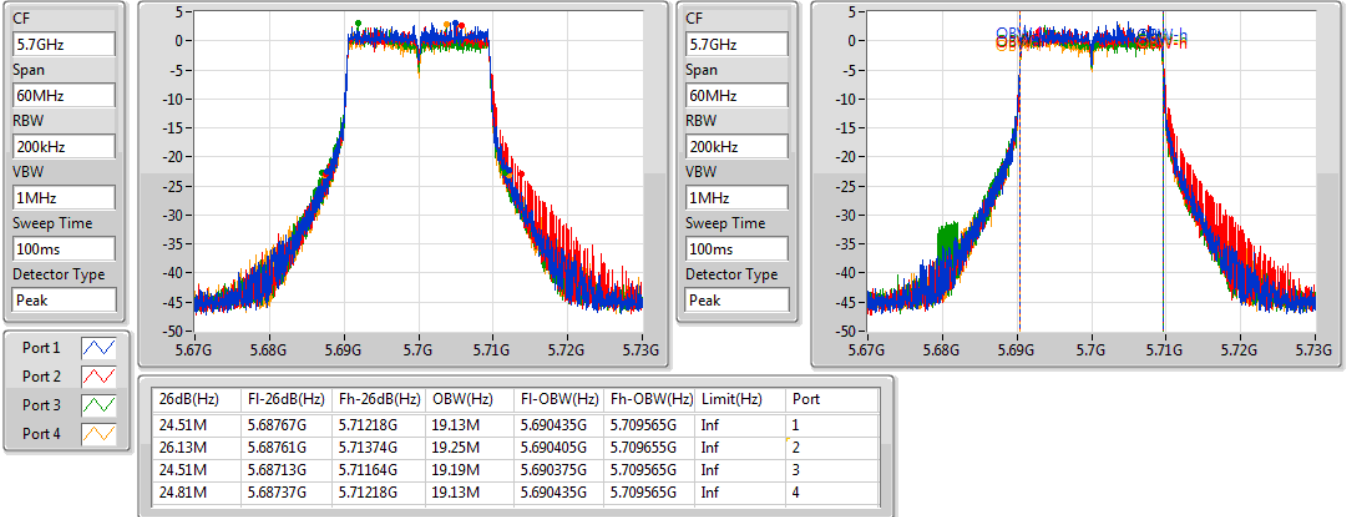 CF
5.7GHz
Span
60MHz
RBW
200kHz
VBW
1MHz
Sweep Time
100ms
Detector Type
Peak
5
0
-5
-10
-15
-20
-25
-30
-35
-40
-45
-50
5.67G 5.68G 5.69G 5.7G 5.71G 5.72G 5.73G
CF
5.7GHz
Span
60MHz
RBW
200kHz
VBW
1MHz
Sweep Time
100ms
Detector Type
Peak
5
0
-5
-10
-15
-20
-25
-30
-35
-40
-45
-50
5.67G 5.68G 5.69G 5.7G 5.71G 5.72G 5.73G
Port 1
Port 2
Port 3
Port 4
26dB(Hz) Fl-26dB(Hz) Fh-26dB(Hz) OBW(Hz) Fl-OBW(Hz) Fh-OBW(Hz) Limit(Hz) Port
24.51M 5.68767G 5.71218G 19.13M 5.690435G 5.709565G Inf 1
26.13M 5.68761G 5.71374G 19.25M 5.690405G 5.709655G Inf 2
24.51M 5.68713G 5.71164G 19.19M 5.690375G 5.709565G Inf 3
24.81M 5.68737G 5.71218G 19.13M 5.690435G 5.709565G Inf 4